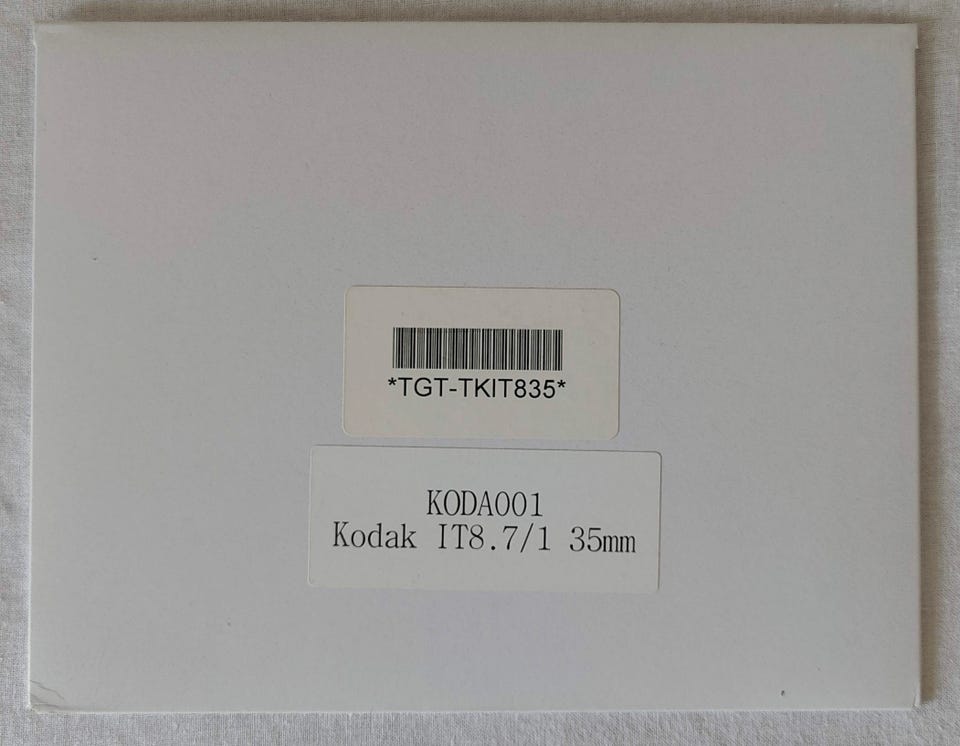 *TGT-TKIT835*
KODA001
Kodak IT8.7/1 35mm